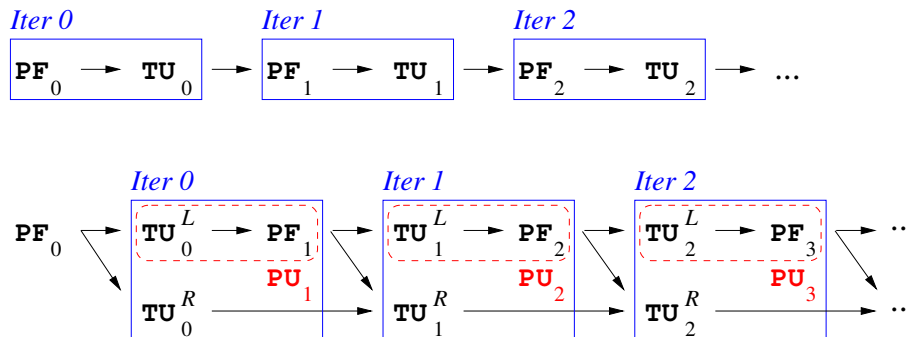 Iter 0 Iter 1 Iter 2
PF₀ → TU₀ → PF₁ → TU₁ → PF₂ → TU₂ → ...
Iter 0 Iter 1 Iter 2
PF₀ TU₀ᴸ → PF₁ TU₁ᴸ → PF₂ TU₂ᴸ → PF₃ ..
PU₁ PU₂ PU₃
TU₀ᴿ → TU₁ᴿ → TU₂ᴿ → ..